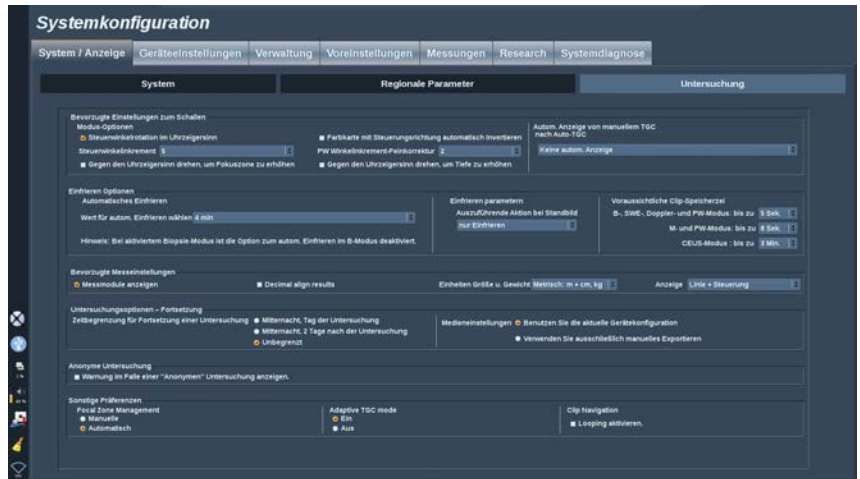 Systemkonfiguration
System / Anzeige Geräteeinstellungen Verwaltung Voreinstellungen Messungen Research Systemdiagnose
System Regionale Parameter Untersuchung
Bevorzugte Einstellungen zum Schallen
Modus-Optionen
Steuerwinkelrotation im Uhrzeigersinn
Farbkarte mit Steuerungsrichtung automatisch invertieren
Steuerwinkelinkrement 5
PW Winkelinkrement-Feinkorrektur 2
Gegen den Uhrzeigersinn drehen, um Fokuszone zu erhöhen
Gegen den Uhrzeigersinn drehen, um Tiefe zu erhöhen
Autom. Anzeige von manuellem TGC
nach Auto-TGC
Keine autom. Anzeige
Einfrieren Optionen
Automatisches Einfrieren
Wert für autom. Einfrieren wählen 4 min
Hinweis: Bei aktiviertem Biopsie-Modus ist die Option zum autom. Einfrieren im B-Modus deaktiviert.
Einfrieren parametern
Auszuführende Aktion bei Standbild
nur Einfrieren
Voraussichtliche Clip-Speicherzei
B-, SWE-, Doppler- und PW-Modus: bis zu 5 Sek.
M- und PW-Modus: bis zu 8 Sek.
CEUS-Modus : bis zu 3 Min.
Bevorzugte Messeinstellungen
Messmodule anzeigen
Decimal align results
Einheiten Größe u. Gewicht Metrisch: m + cm, kg
Anzeige Linie + Steuerung
Untersuchungsoptionen – Fortsetzung
Zeitbegrenzung für Fortsetzung einer Untersuchung
Mitternacht, Tag der Untersuchung
Mitternacht, 2 Tage nach der Untersuchung
Unbegrenzt
Medieneinstellungen
Benutzen Sie die aktuelle Gerätekonfiguration
Verwenden Sie ausschließlich manuelles Exportieren
Anonyme Untersuchung
Warnung im Falle einer "Anonymen" Untersuchung anzeigen.
Sonstige Präferenzen
Focal Zone Management
Manuelle
Automatisch
Adaptive TGC mode
Ein
Aus
Clip Navigation
Looping aktivieren.